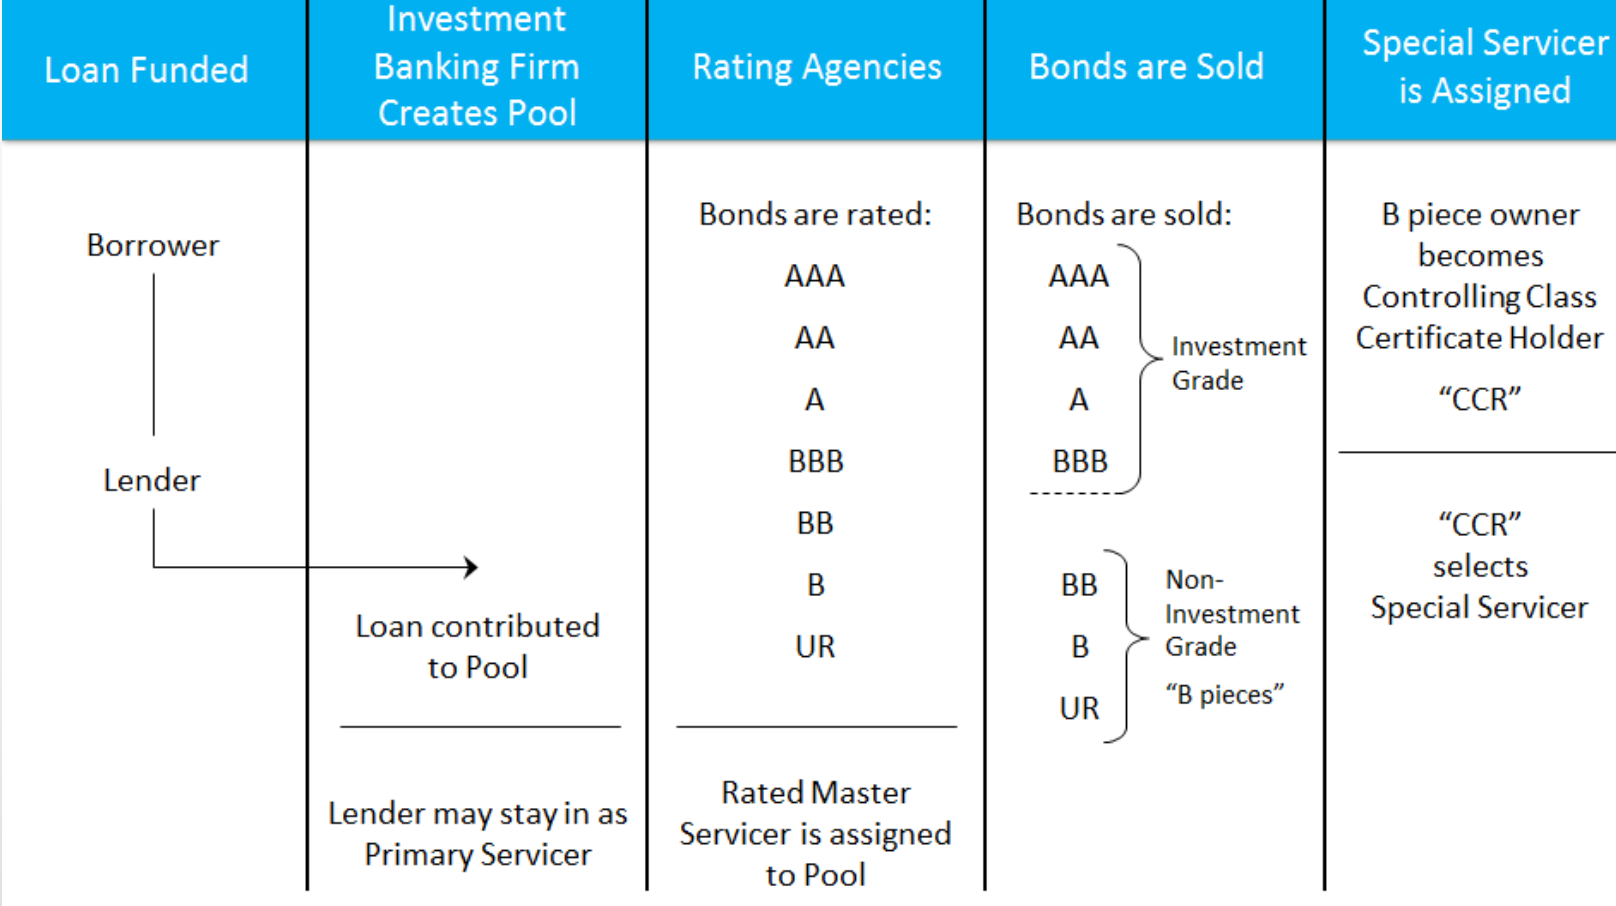 Loan Funded
Investment
Banking Firm
Creates Pool
Rating Agencies
Bonds are Sold
Special Servicer
is Assigned
Borrower
Lender
Loan contributed
to Pool
Lender may stay in as
Primary Servicer
Bonds are rated:
AAA
AA
A
BBB
BB
B
UR
Rated Master
Servicer is assigned
to Pool
Bonds are sold:
AAA
AA
A
BBB
Investment
Grade
BB
B
UR
Non-
Investment
Grade
“B pieces”
B piece owner
becomes
Controlling Class
Certificate Holder
“CCR”
“CCR”
selects
Special Servicer